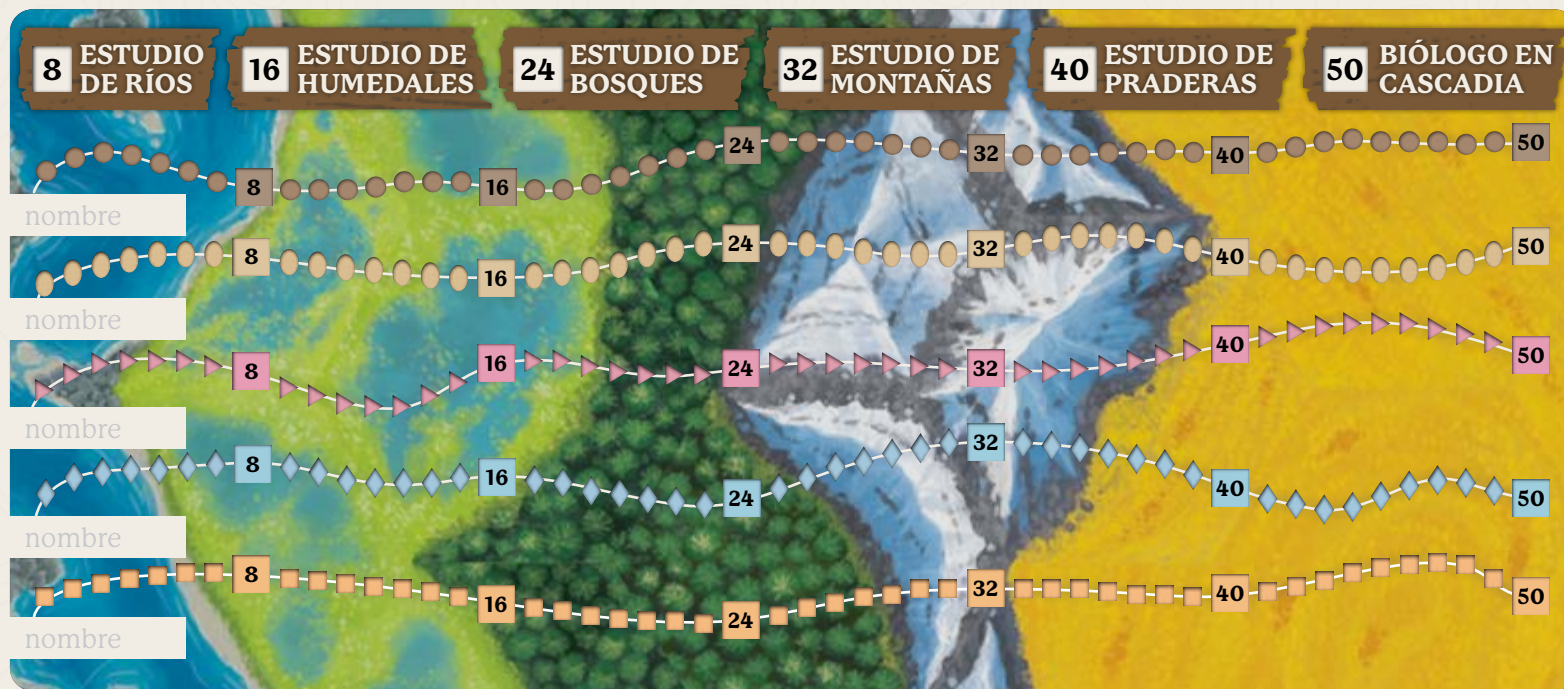 8 ESTUDIO DE RÍOS
16 ESTUDIO DE HUMEDALES
24 ESTUDIO DE BOSQUES
32 ESTUDIO DE MONTAÑAS
40 ESTUDIO DE PRADERAS
50 BIÓLOGO EN CASCADIA
8 16 24 32 40 50
nombre
8 16 24 32 40 50
nombre
8 16 24 32 40 50
nombre
8 16 24 32 40 50
nombre
8 16 24 32 40 50
nombre